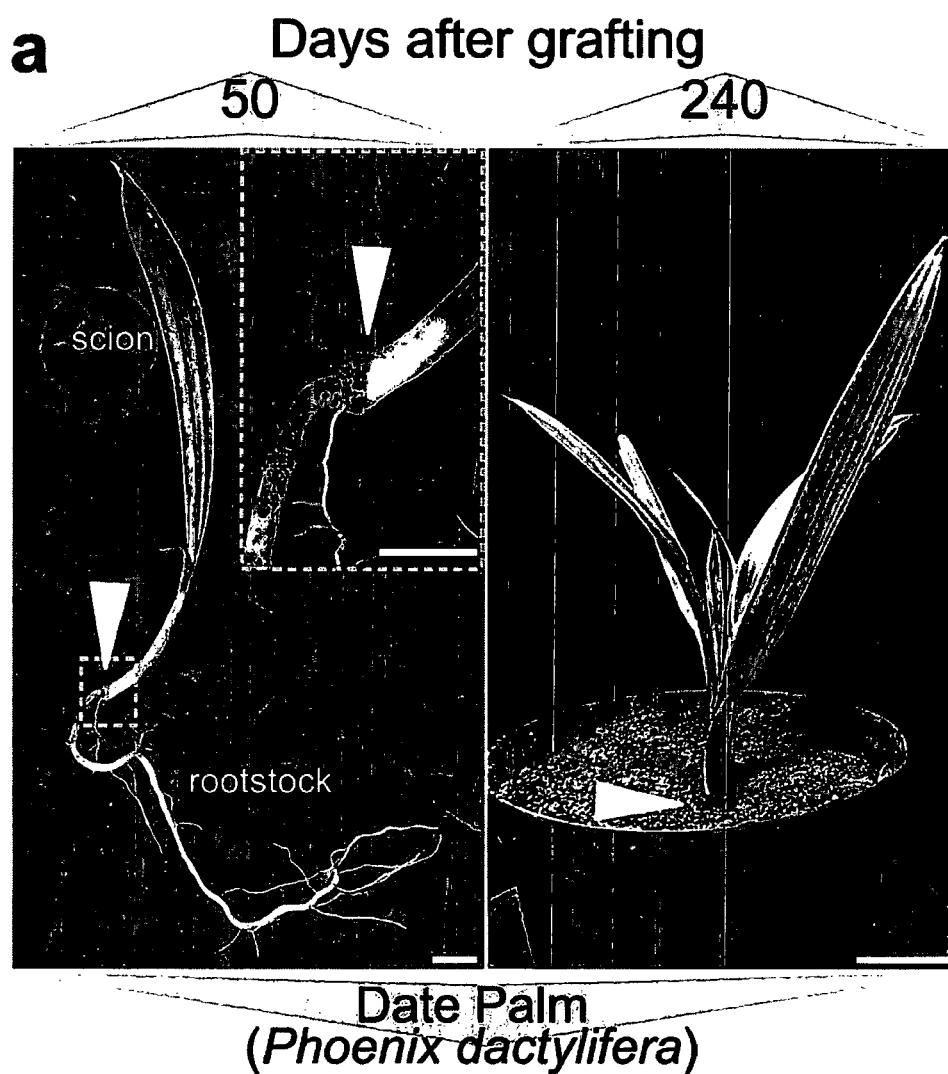 a
Days after grafting
50
240
scion
rootstock
Date Palm
(Phoenix dactylifera)